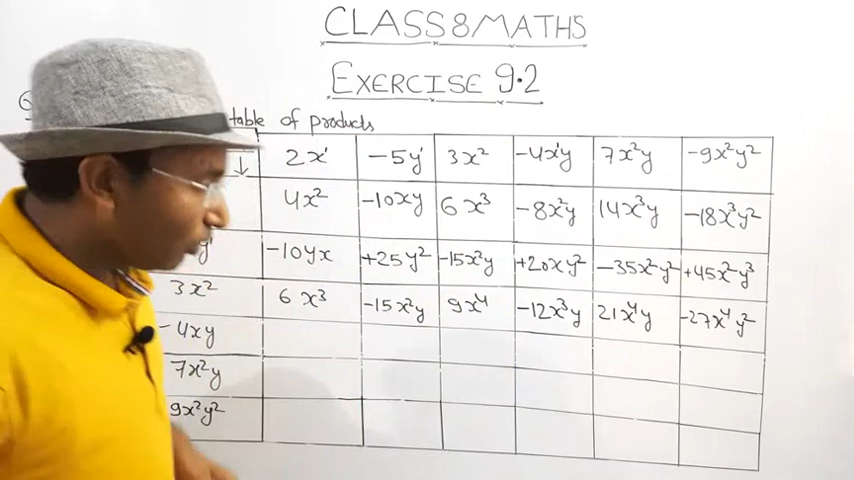 CLASS 8 MATHS
EXERCISE 9.2
table of products
↓ 2x' -5y' 3x² -4x'y 7x²y -9x²y²
4x² -10xy 6x³ -8x²y 14x³y -18x³y²
y' -10yx +25y² -15x²y +20xy² -35x²y² +45x²y³
3x² 6x³ -15x²y 9x⁴ -12x³y 21x⁴y -27x⁴y²
-4xy
7x²y
9x²y²